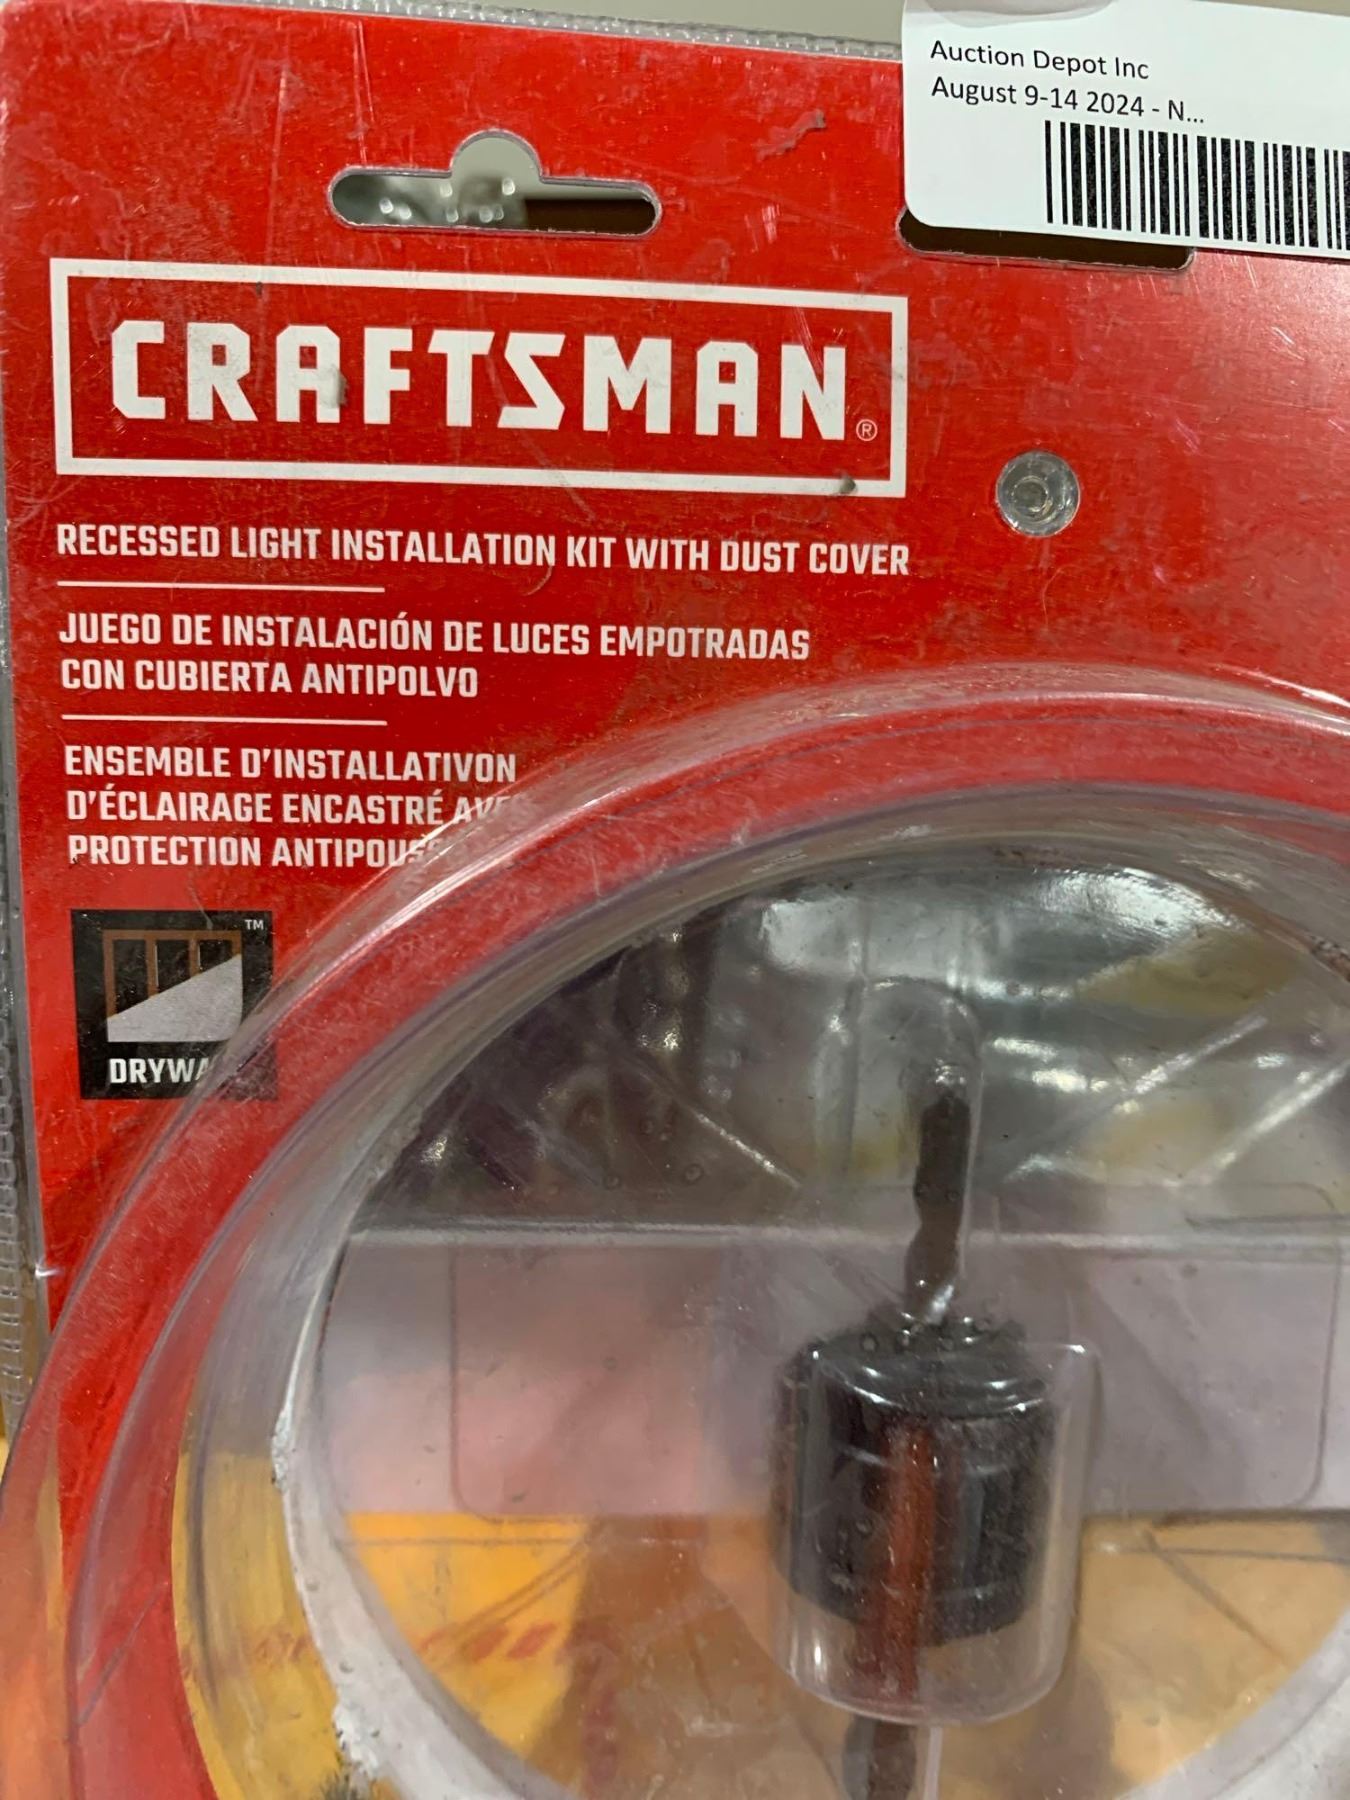 Auction Depot Inc
August 9-14 2024 - N...
CRAFTSMAN®
RECESSED LIGHT INSTALLATION KIT WITH DUST COVER
JUEGO DE INSTALACIÓN DE LUCES EMPOTRADAS
CON CUBIERTA ANTIPOLVO
ENSEMBLE D'INSTALLATIVON
D'ÉCLAIRAGE ENCASTRÉ
PROTECTION
TM